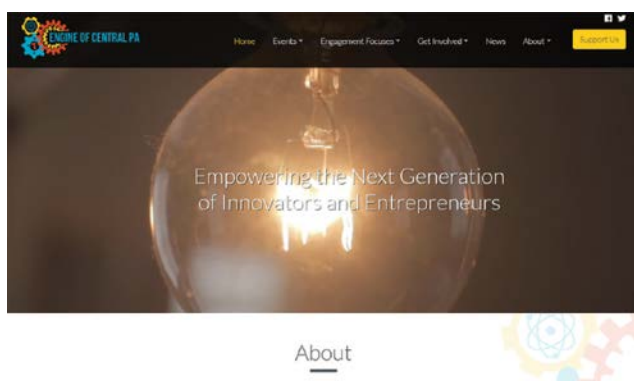 ENGINE OF CENTRAL PA
Home Events Engagement Focuses Get Involved News About Support Us
Empowering the Next Generation
of Innovators and Entrepreneurs
About